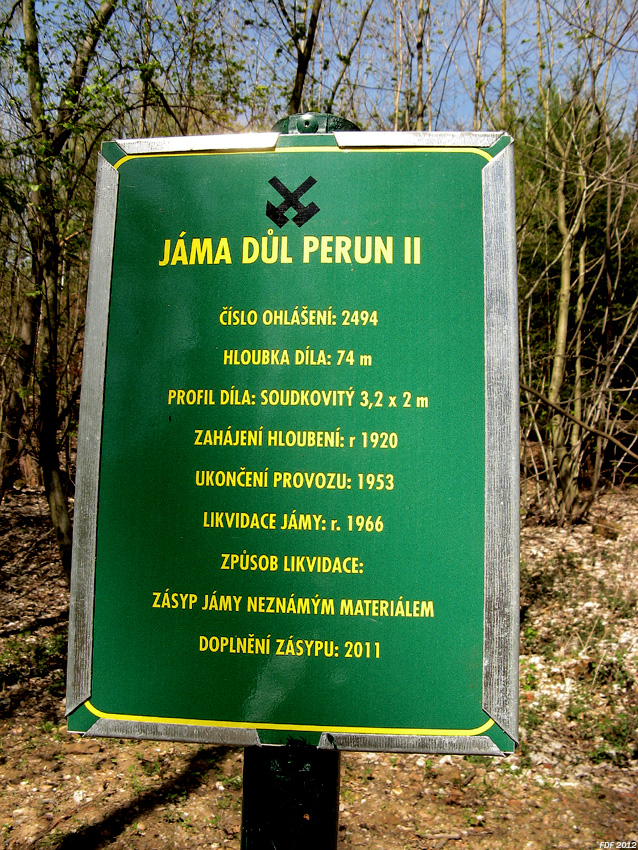 JÁMA DŮL PERUN II
ČÍSLO OHLÁŠENÍ: 2494
HLOUBKA DÍLA: 74 m
PROFIL DÍLA: SOUDKOVITÝ 3,2 x 2 m
ZAHÁJENÍ HLOUBENÍ: r 1920
UKONČENÍ PROVOZU: 1953
LIKVIDACE JÁMY: r. 1966
ZPŮSOB LIKVIDACE:
ZÁSYP JÁMY NEZNÁMÝM MATERIÁLEM
DOPLNĚNÍ ZÁSYPU: 2011
FDF 2012